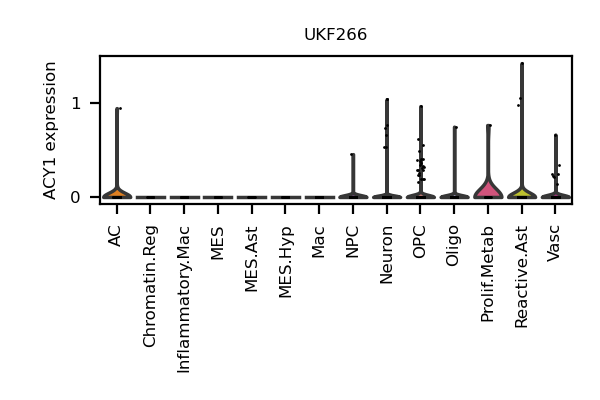 UKF266
ACY1 expression
1
0
AC
Chromatin.Reg
Inflammatory.Mac
MES
MES.Ast
MES.Hyp
Mac
NPC
Neuron
OPC
Oligo
Prolif.Metab
Reactive.Ast
Vasc